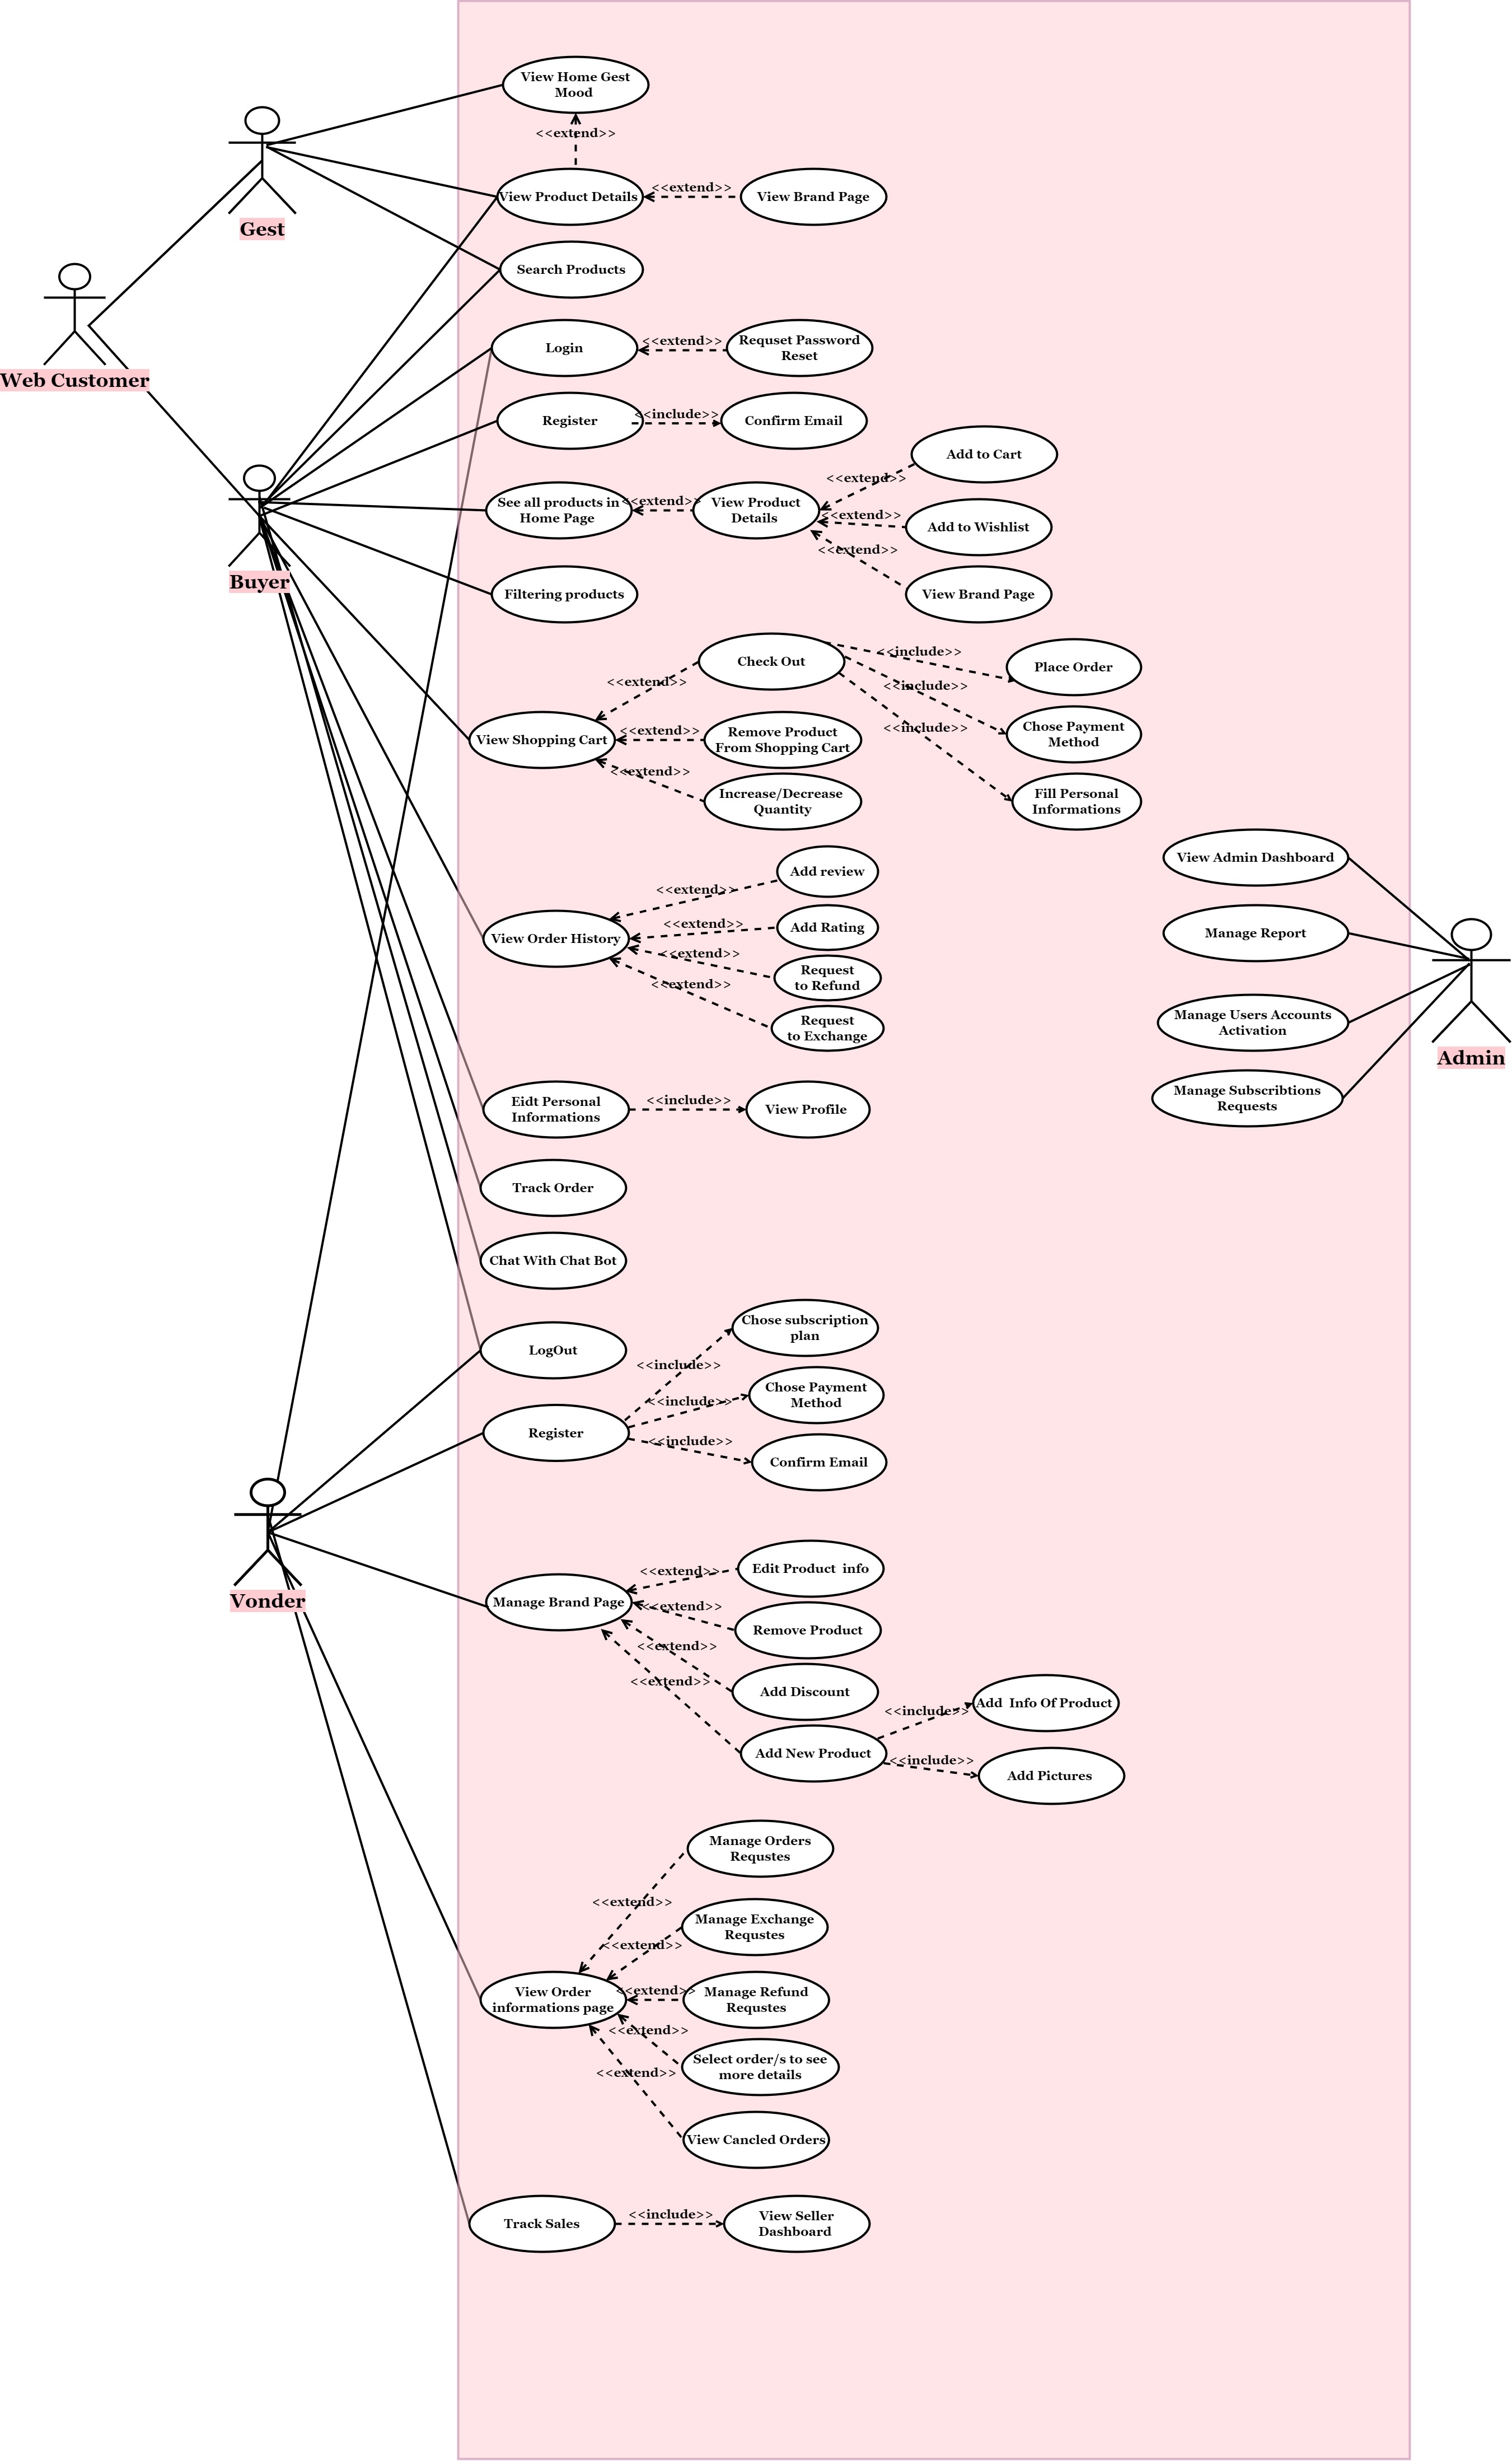 View Home Gest
Mood
<<extend>>
Gest
View Product Details
<<extend>>
View Brand Page
Search Products
Web Customer
Login
<<extend>>
Requset Password
Reset
Register
<<include>>
Confirm Email
Buyer
See all products in
Home Page
<<extend>>
View Product
Details
<<extend>>
Add to Cart
<<extend>>
Add to Wishlist
<<extend>>
View Brand Page
Filtering products
View Shopping Cart
<<extend>>
Check Out
<<include>>
Place Order
<<include>>
Chose Payment
Method
<<include>>
Fill Personal
Informations
<<extend>>
Remove Product
From Shopping Cart
<<extend>>
Increase/Decrease
Quantity
View Order History
<<extend>>
Add review
<<extend>>
Add Rating
<<extend>>
Request
to Refund
<<extend>>
Request
to Exchange
View Admin Dashboard
Manage Report
Manage Users Accounts
Activation
Manage Subscribtions
Requests
Admin
Eidt Personal
Informations
<<include>>
View Profile
Track Order
Chat With Chat Bot
LogOut
Register
<<include>>
Chose subscription
plan
<<include>>
Chose Payment
Method
<<include>>
Confirm Email
Vonder
Manage Brand Page
<<extend>>
Edit Product  info
<<extend>>
Remove Product
<<extend>>
Add Discount
<<extend>>
Add New Product
<<include>>
Add  Info Of Product
<<include>>
Add Pictures
View Order
informations page
<<extend>>
Manage Orders
Requstes
<<extend>>
Manage Exchange
Requstes
<<extend>>
Manage Refund
Requstes
<<extend>>
Select order/s to see
more details
<<extend>>
View Cancled Orders
Track Sales
<<include>>
View Seller
Dashboard